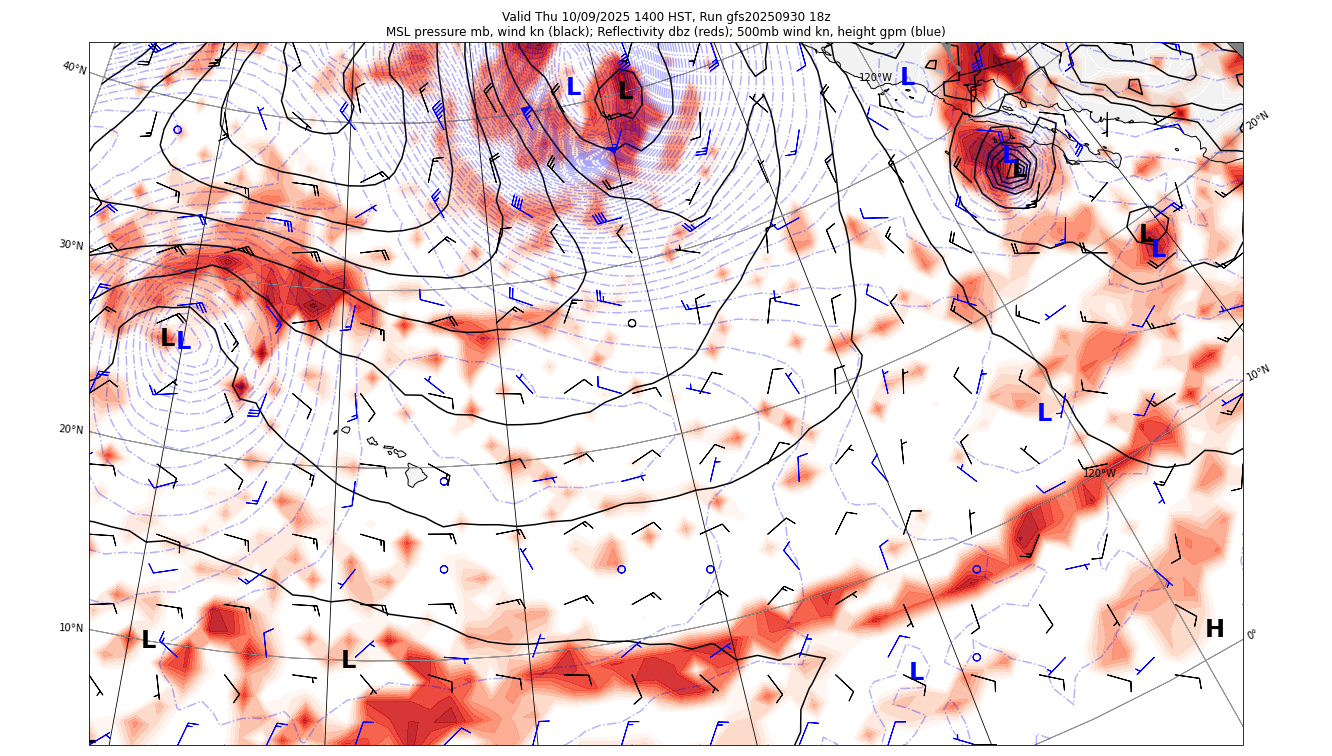 Valid Thu 10/09/2025 1400 HST, Run gfs20250930 18z
MSL pressure mb, wind kn (black); Reflectivity dbz (reds); 500mb wind kn, height gpm (blue)
40°N
120°W
L
L
L
20°N
L
L
30°N
L
L
L
L
10°N
L
20°N
120°W
10°N
L
L
H
0°
L